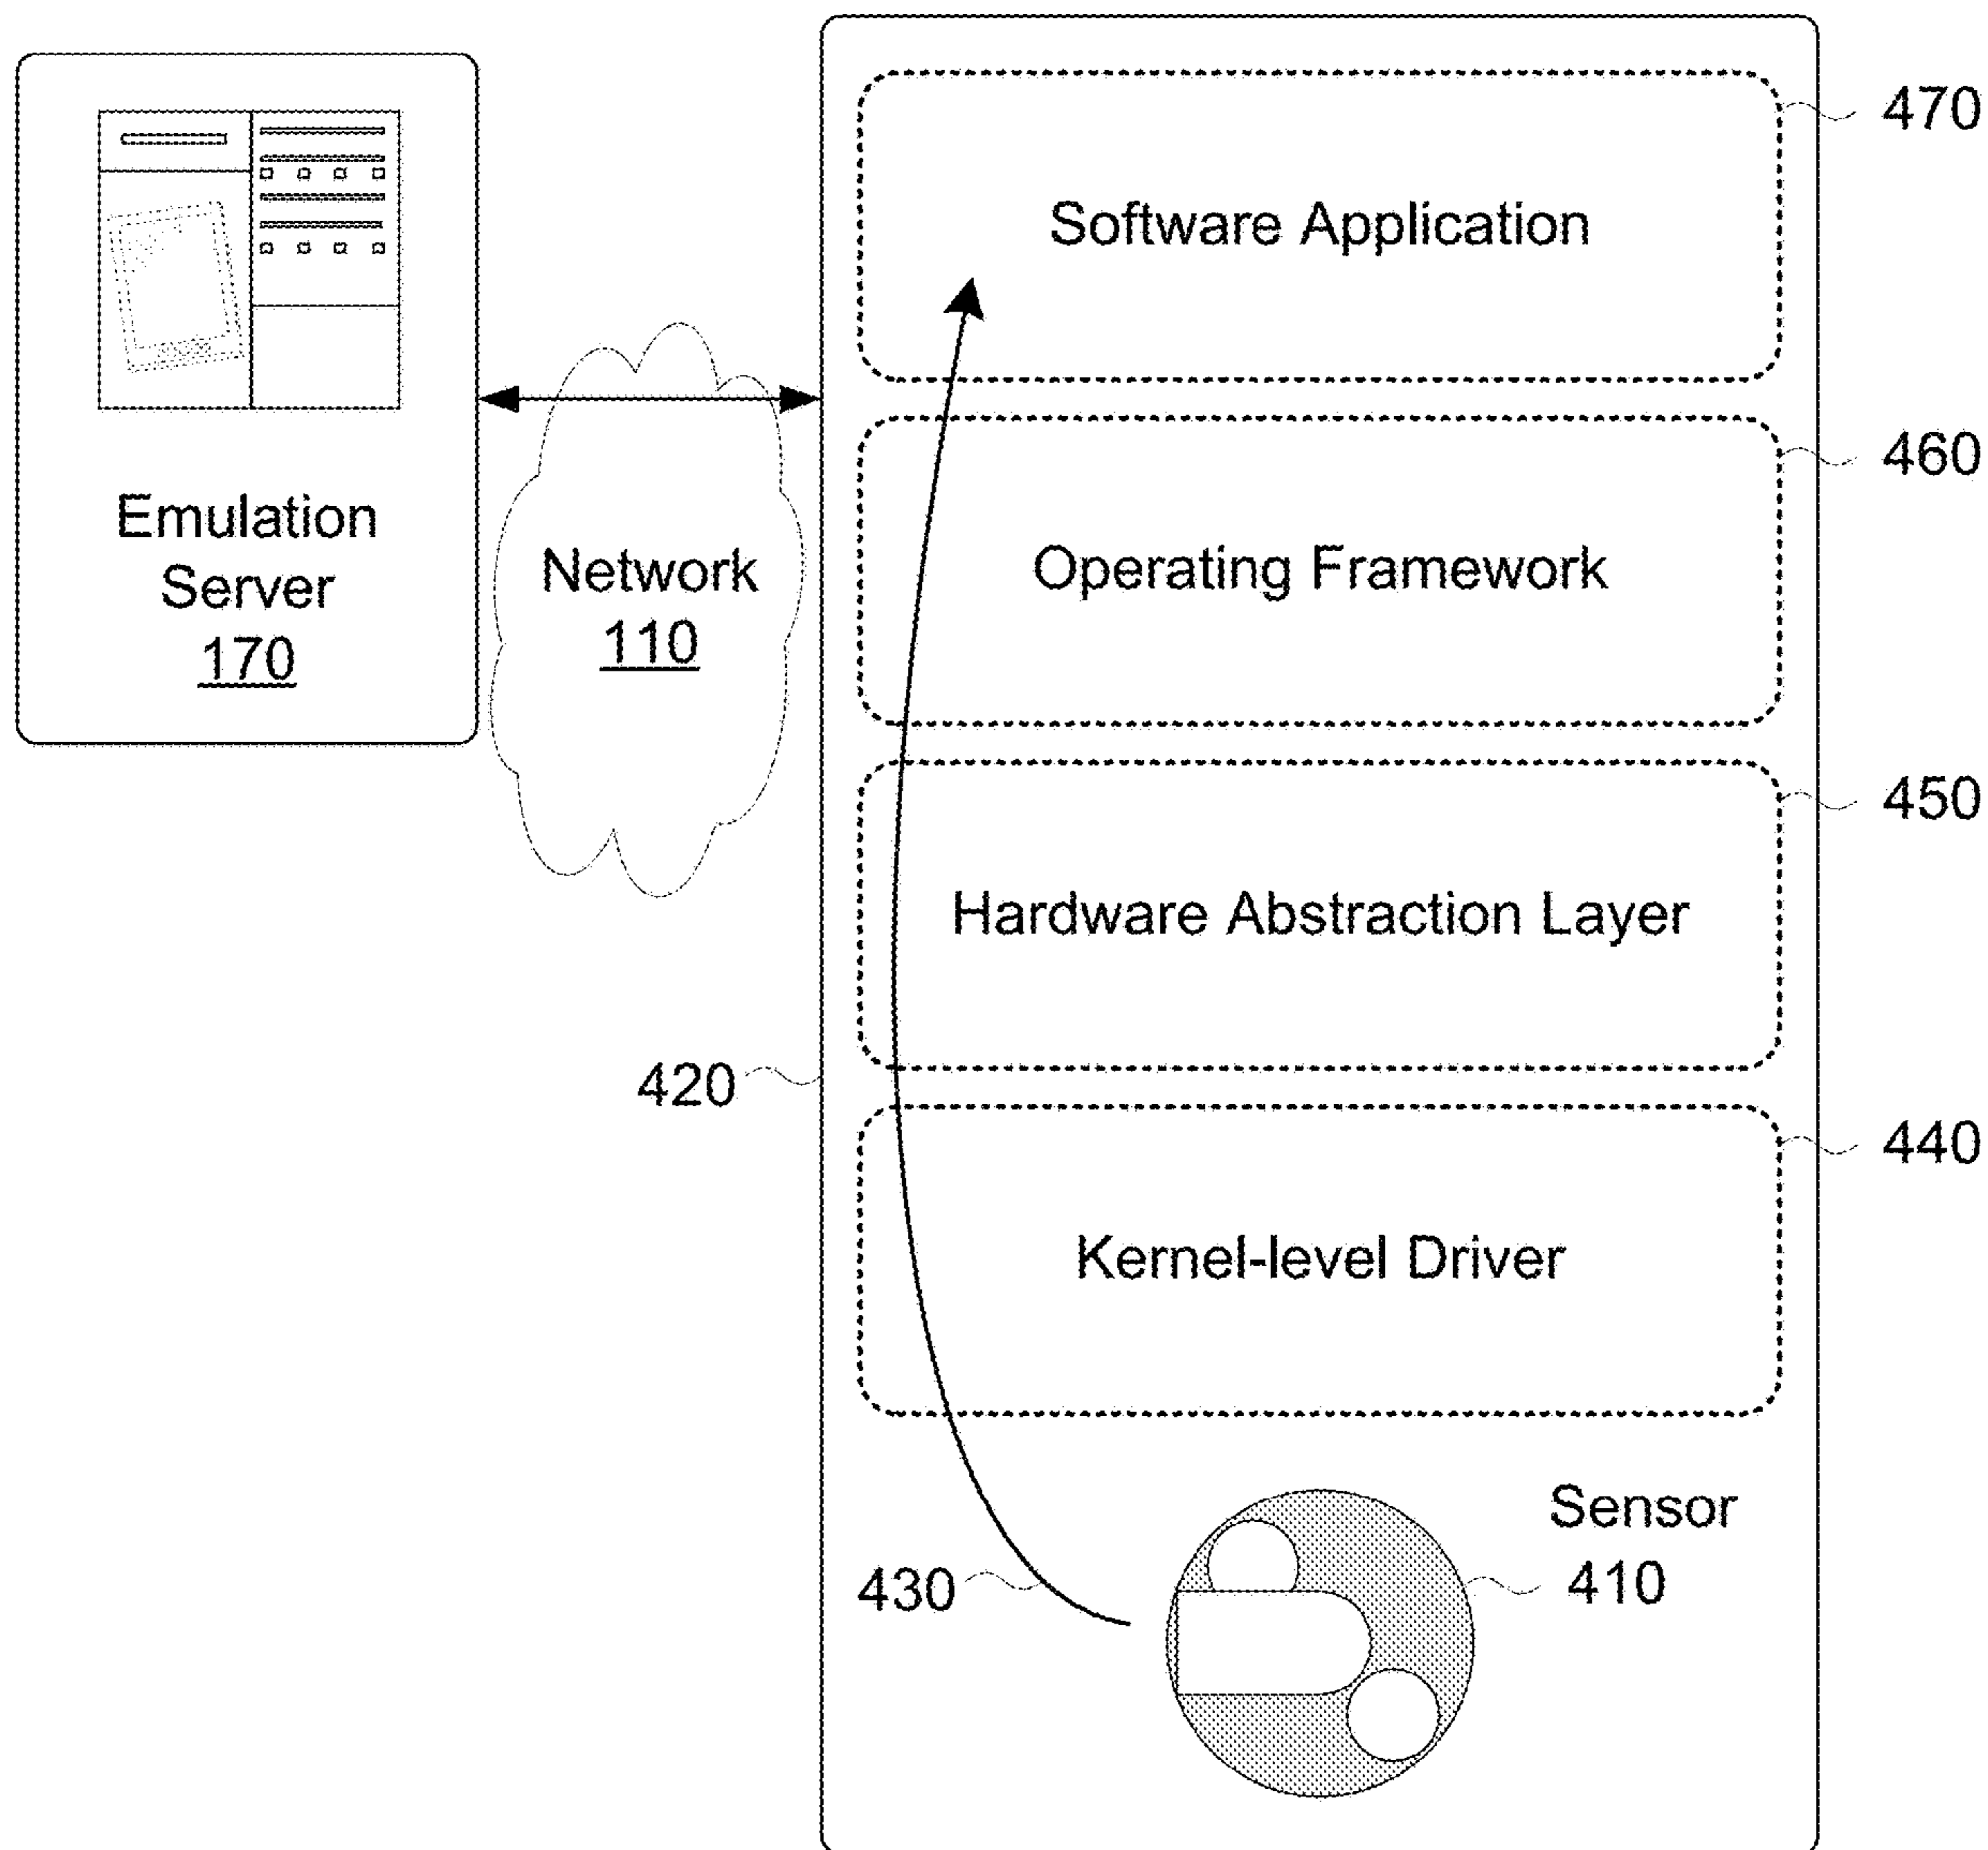 470
Software Application
460
Emulation
Server
170
Network
110
Operating Framework
450
Hardware Abstraction Layer
420
440
Kernel-level Driver
Sensor
410
430